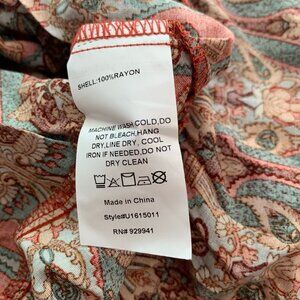 SHELL:100%RAYON
MACHINE WASH COLD,DO
NOT BLEACH,HANG
DRY,LINE DRY, COOL
IRON IF NEEDED,DO NOT
DRY CLEAN
Made in China
Style#U1615011
RN# 929941